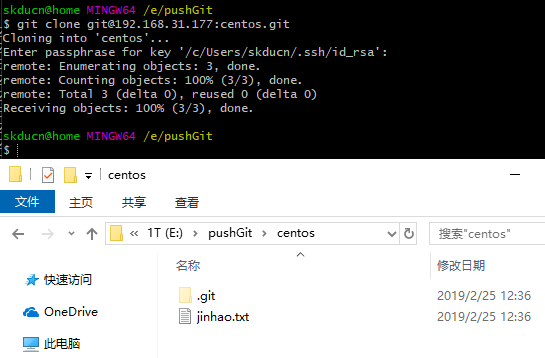 skducn@home MINGW64 /e/pushGit
$ git clone git@192.168.31.177:centos.git
Cloning into 'centos'...
Enter passphrase for key '/c/Users/skducn/.ssh/id_rsa':
remote: Enumerating objects: 3, done.
remote: Counting objects: 100% (3/3), done.
remote: Total 3 (delta 0), reused 0 (delta 0)
Receiving objects: 100% (3/3), done.
skducn@home MINGW64 /e/pushGit
$
centos
文件 主页 共享 查看
« 1T (E:) › pushGit › centos 搜索"centos"
名称 修改日期
快速访问 .git 2019/2/25 12:36
OneDrive jinhao.txt 2019/2/25 12:36
此电脑